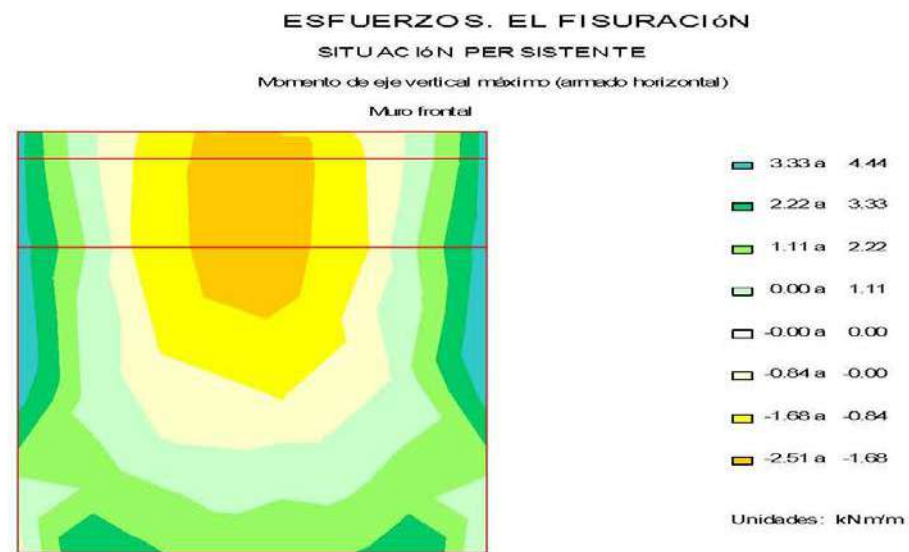 ESFUERZOS. EL FISURACIÓN
SITUACIÓN PERSISTENTE
Momento de eje vertical máximo (armado horizontal)
Muro frontal
3.33 a 4.44
2.22 a 3.33
1.11 a 2.22
0.00 a 1.11
-0.00 a 0.00
-0.84 a -0.00
-1.68 a -0.84
-2.51 a -1.68
Unidades: kNm/m